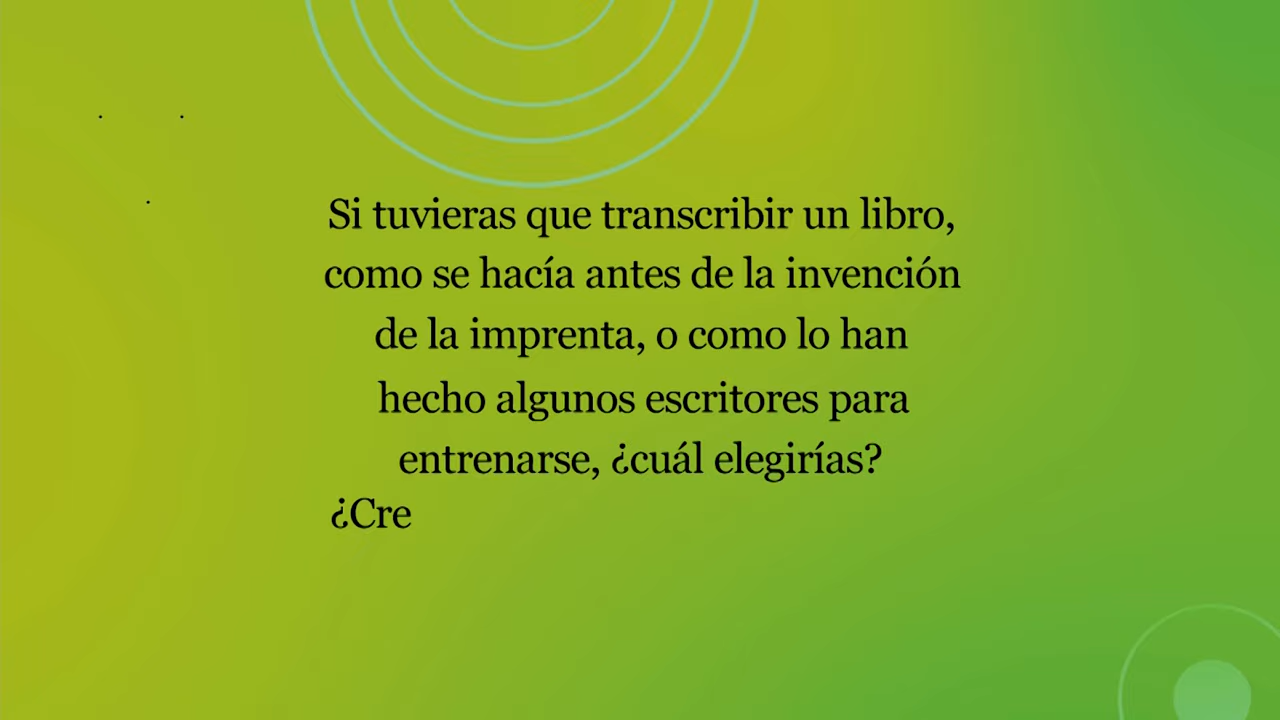 Si tuvieras que transcribir un libro,
como se hacía antes de la invención
de la imprenta, o como lo han
hecho algunos escritores para
entrenarse, ¿cuál elegirías?
¿Cre